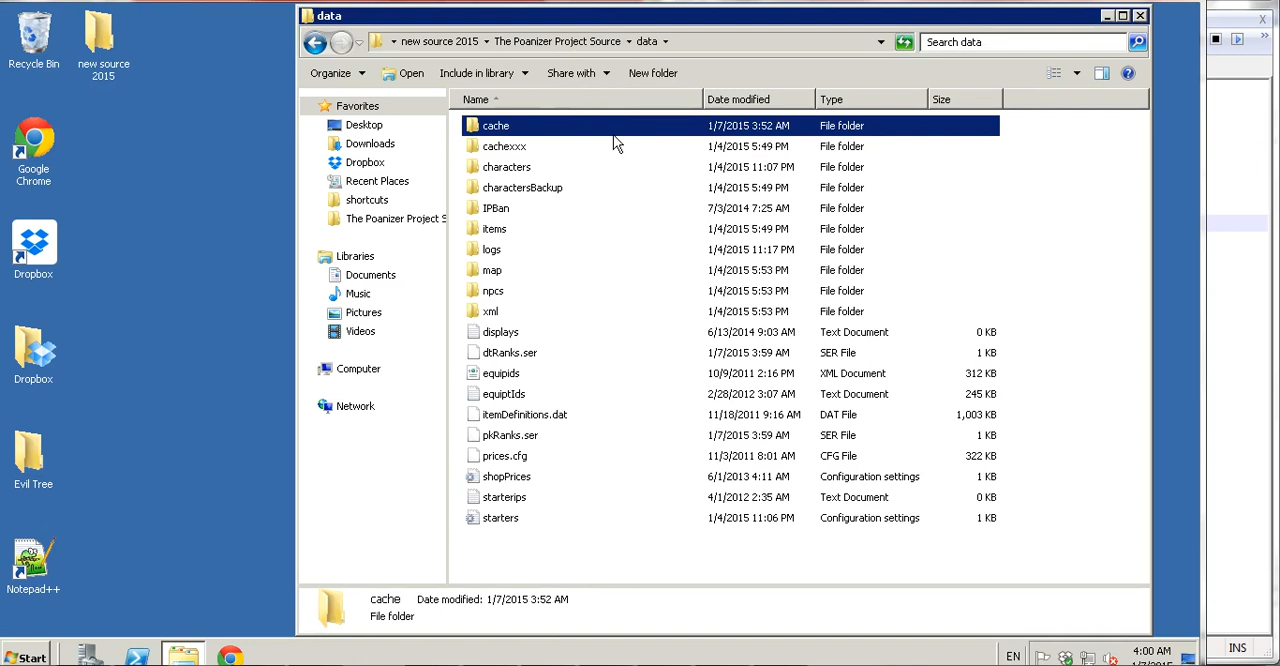 Recycle Bin
new source
2015
Google
Chrome
Dropbox
Dropbox
Evil Tree
Notepad++
data
new source 2015
The Poanizer Project Source
data
Search data
Organize
Open
Include in library
Share with
New folder
Favorites
Desktop
Downloads
Dropbox
Recent Places
shortcuts
The Poanizer Project S
Libraries
Documents
Music
Pictures
Videos
Computer
Network
Name Date modified Type Size
cache 1/7/2015 3:52 AM File folder
cachexxx 1/4/2015 5:49 PM File folder
characters 1/4/2015 11:07 PM File folder
charactersBackup 1/4/2015 5:49 PM File folder
IPBan 7/3/2014 7:25 AM File folder
items 1/4/2015 5:49 PM File folder
logs 1/4/2015 11:17 PM File folder
map 1/4/2015 5:53 PM File folder
npcs 1/4/2015 5:53 PM File folder
xml 1/4/2015 5:53 PM File folder
displays 6/13/2014 9:03 AM Text Document 0 KB
dtRanks.ser 1/7/2015 3:59 AM SER File 1 KB
equipids 10/9/2011 2:16 PM XML Document 312 KB
equiptIds 2/28/2012 3:07 AM Text Document 245 KB
itemDefinitions.dat 11/18/2011 9:16 AM DAT File 1,003 KB
pkRanks.ser 1/7/2015 3:59 AM SER File 1 KB
prices.cfg 11/3/2011 8:01 AM CFG File 322 KB
shopPrices 6/1/2013 4:11 AM Configuration settings 1 KB
starterips 4/1/2012 2:35 AM Text Document 0 KB
starters 1/4/2015 11:06 PM Configuration settings 1 KB
cache Date modified: 1/7/2015 3:52 AM
File folder
Start
EN
4:00 AM
1/7/2015
INS